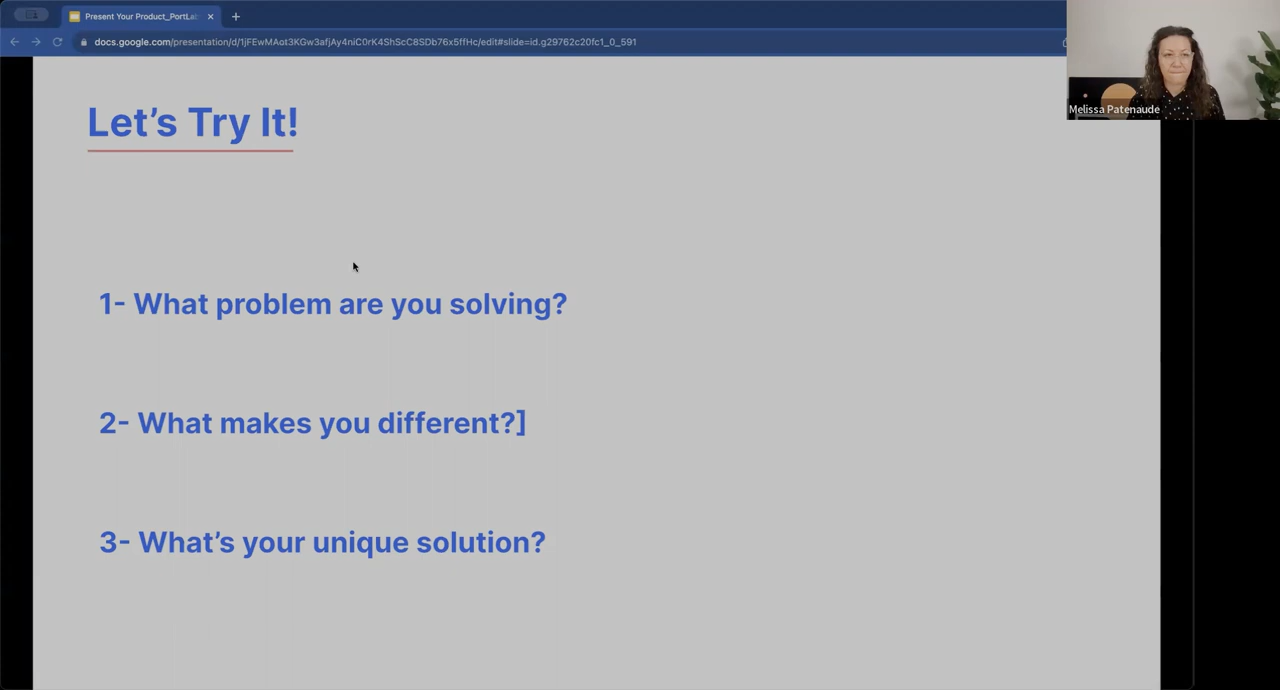 Present Your Product_PortLa
docs.google.com/presentation/d/1jFEwMAot3KGw3afjAy4niC0rK4ShScC8SDb76x5ffHc/edit#slide=id.g29762c20fc1_0_591
Melissa Patenaude
Let's Try It!
1- What problem are you solving?
2- What makes you different?]
3- What's your unique solution?